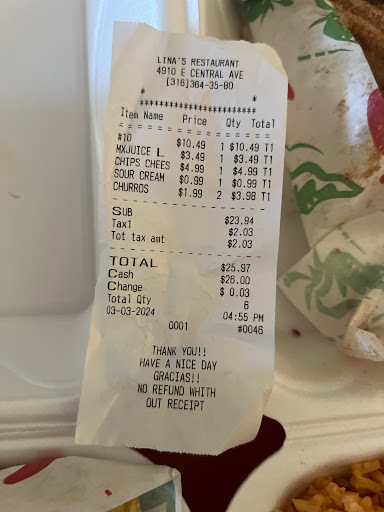 LINA'S RESTAURANT
4910 E CENTRAL AVE
[316]364-35-80
* *
***********************
Item Name Price Qty Total
#10 $10.49 1 $10.49 T1
MXJUICE L $3.49 1 $3.49 T1
CHIPS CHEES $4.99 1 $4.99 T1
SOUR CREAM $0.99 1 $0.99 T1
CHURROS $1.99 2 $3.98 T1
SUB $23.94
Tax1 $2.03
Tot tax amt $2.03
TOTAL $25.97
Cash $26.00
Change $ 0.03
Total Qty 6
03-03-2024 04:55 PM
0001 #0046
THANK YOU!!
HAVE A NICE DAY
GRACIAS!!
NO REFUND WHITH
OUT RECEIPT